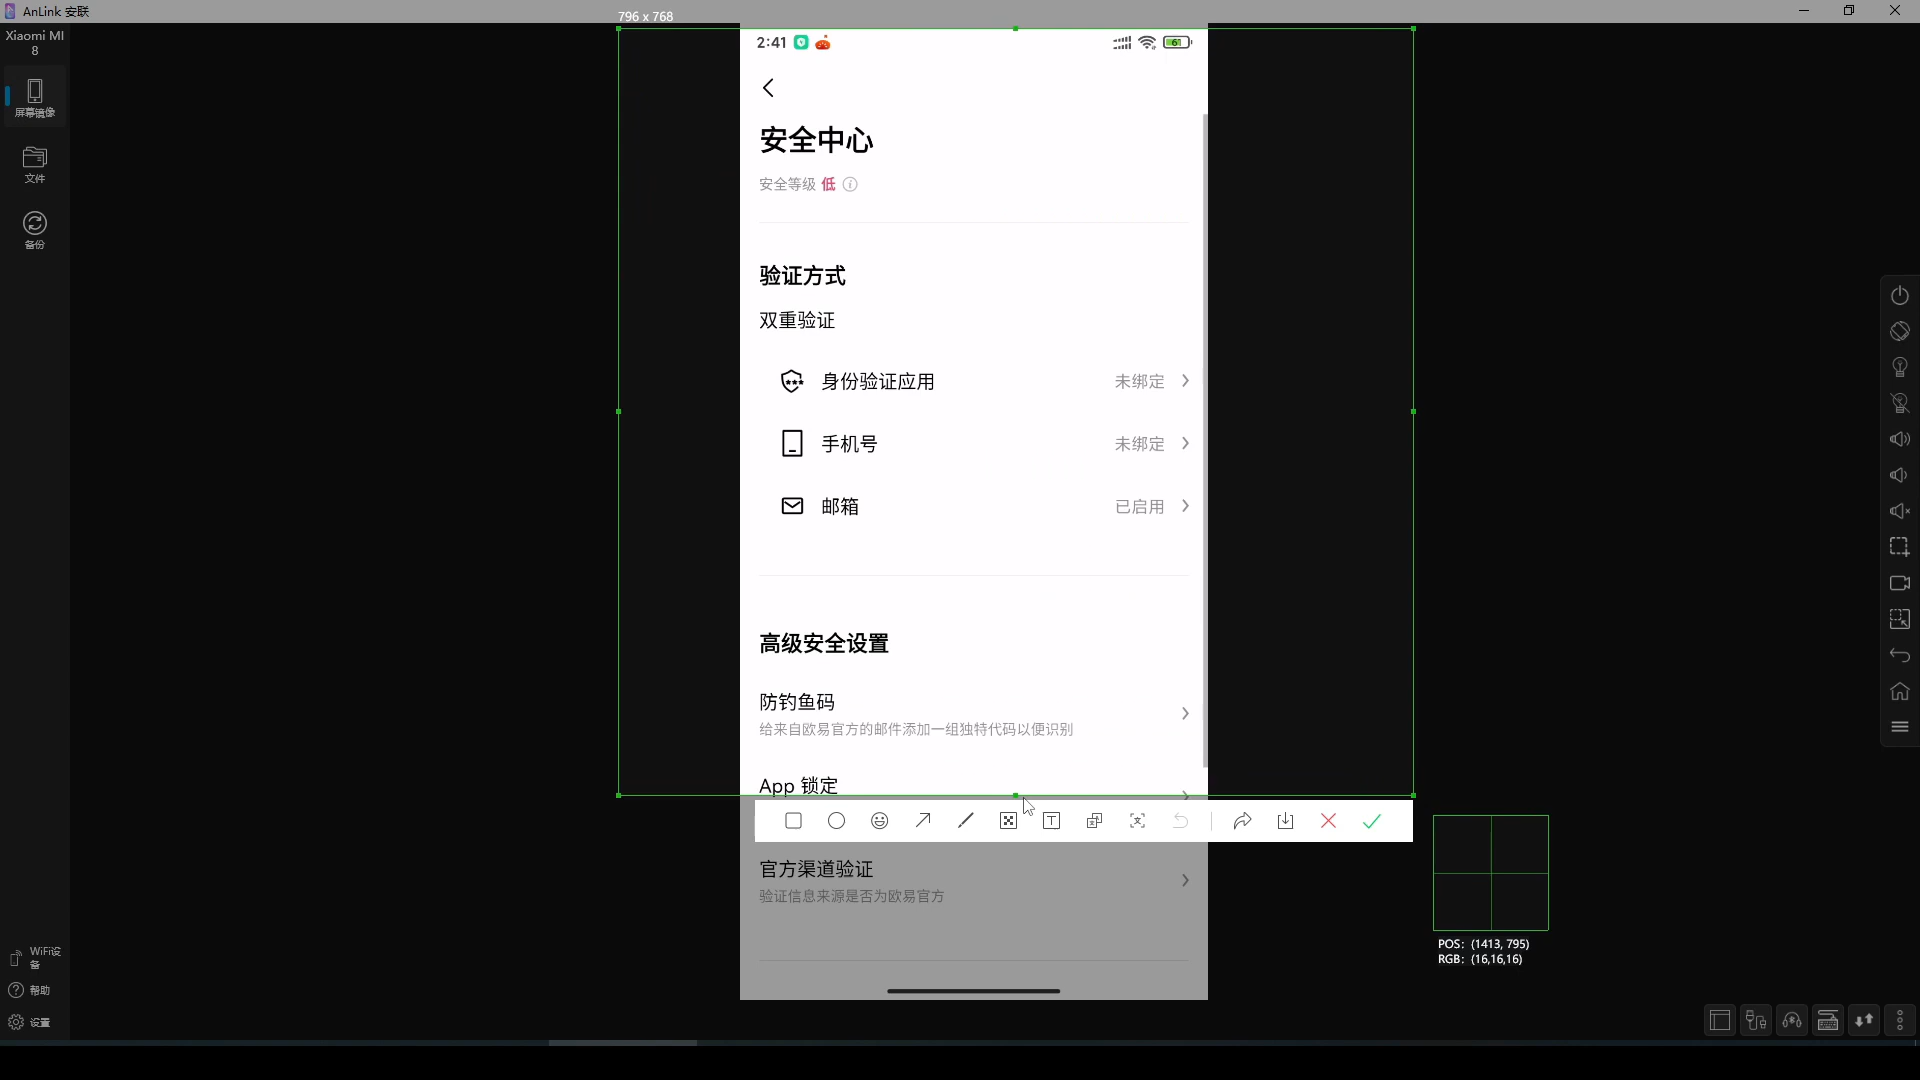 AnLink 安联
796 x 768
Xiaomi MI
8
屏幕镜像
文件
备份
2:41
61
安全中心
安全等级 低
验证方式
双重验证
身份验证应用 未绑定
手机号 未绑定
邮箱 已启用
高级安全设置
防钓鱼码
给来自欧易官方的邮件添加一组独特代码以便识别
App 锁定
官方渠道验证
验证信息来源是否为欧易官方
POS: (1413, 795)
RGB: (16,16,16)
WiFi设
备
帮助
设置